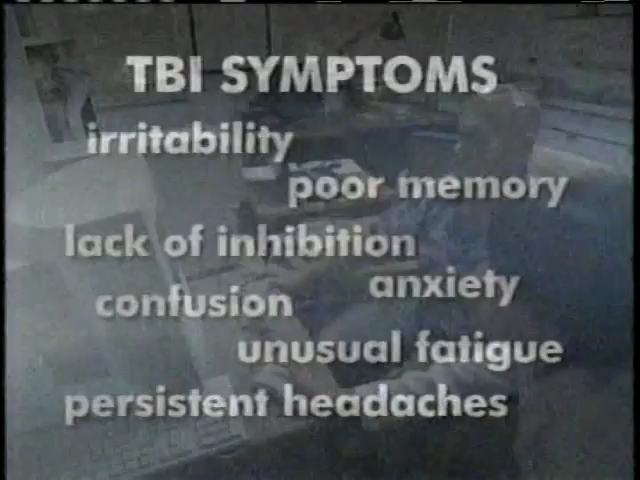 TBI SYMPTOMS
irritability
poor memory
lack of inhibition
anxiety
confusion
unusual fatigue
persistent headaches